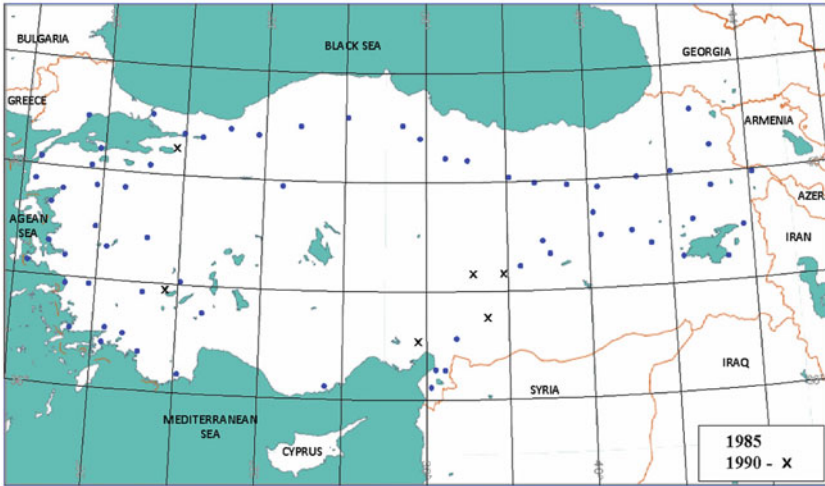 BULGARIA
BLACK SEA
GEORGIA
GREECE
ARMENIA
AZER
AGEAN
SEA
IRAN
IRAQ
SYRIA
MEDITERRANEAN
SEA
CYPRUS
1985
1990 - X